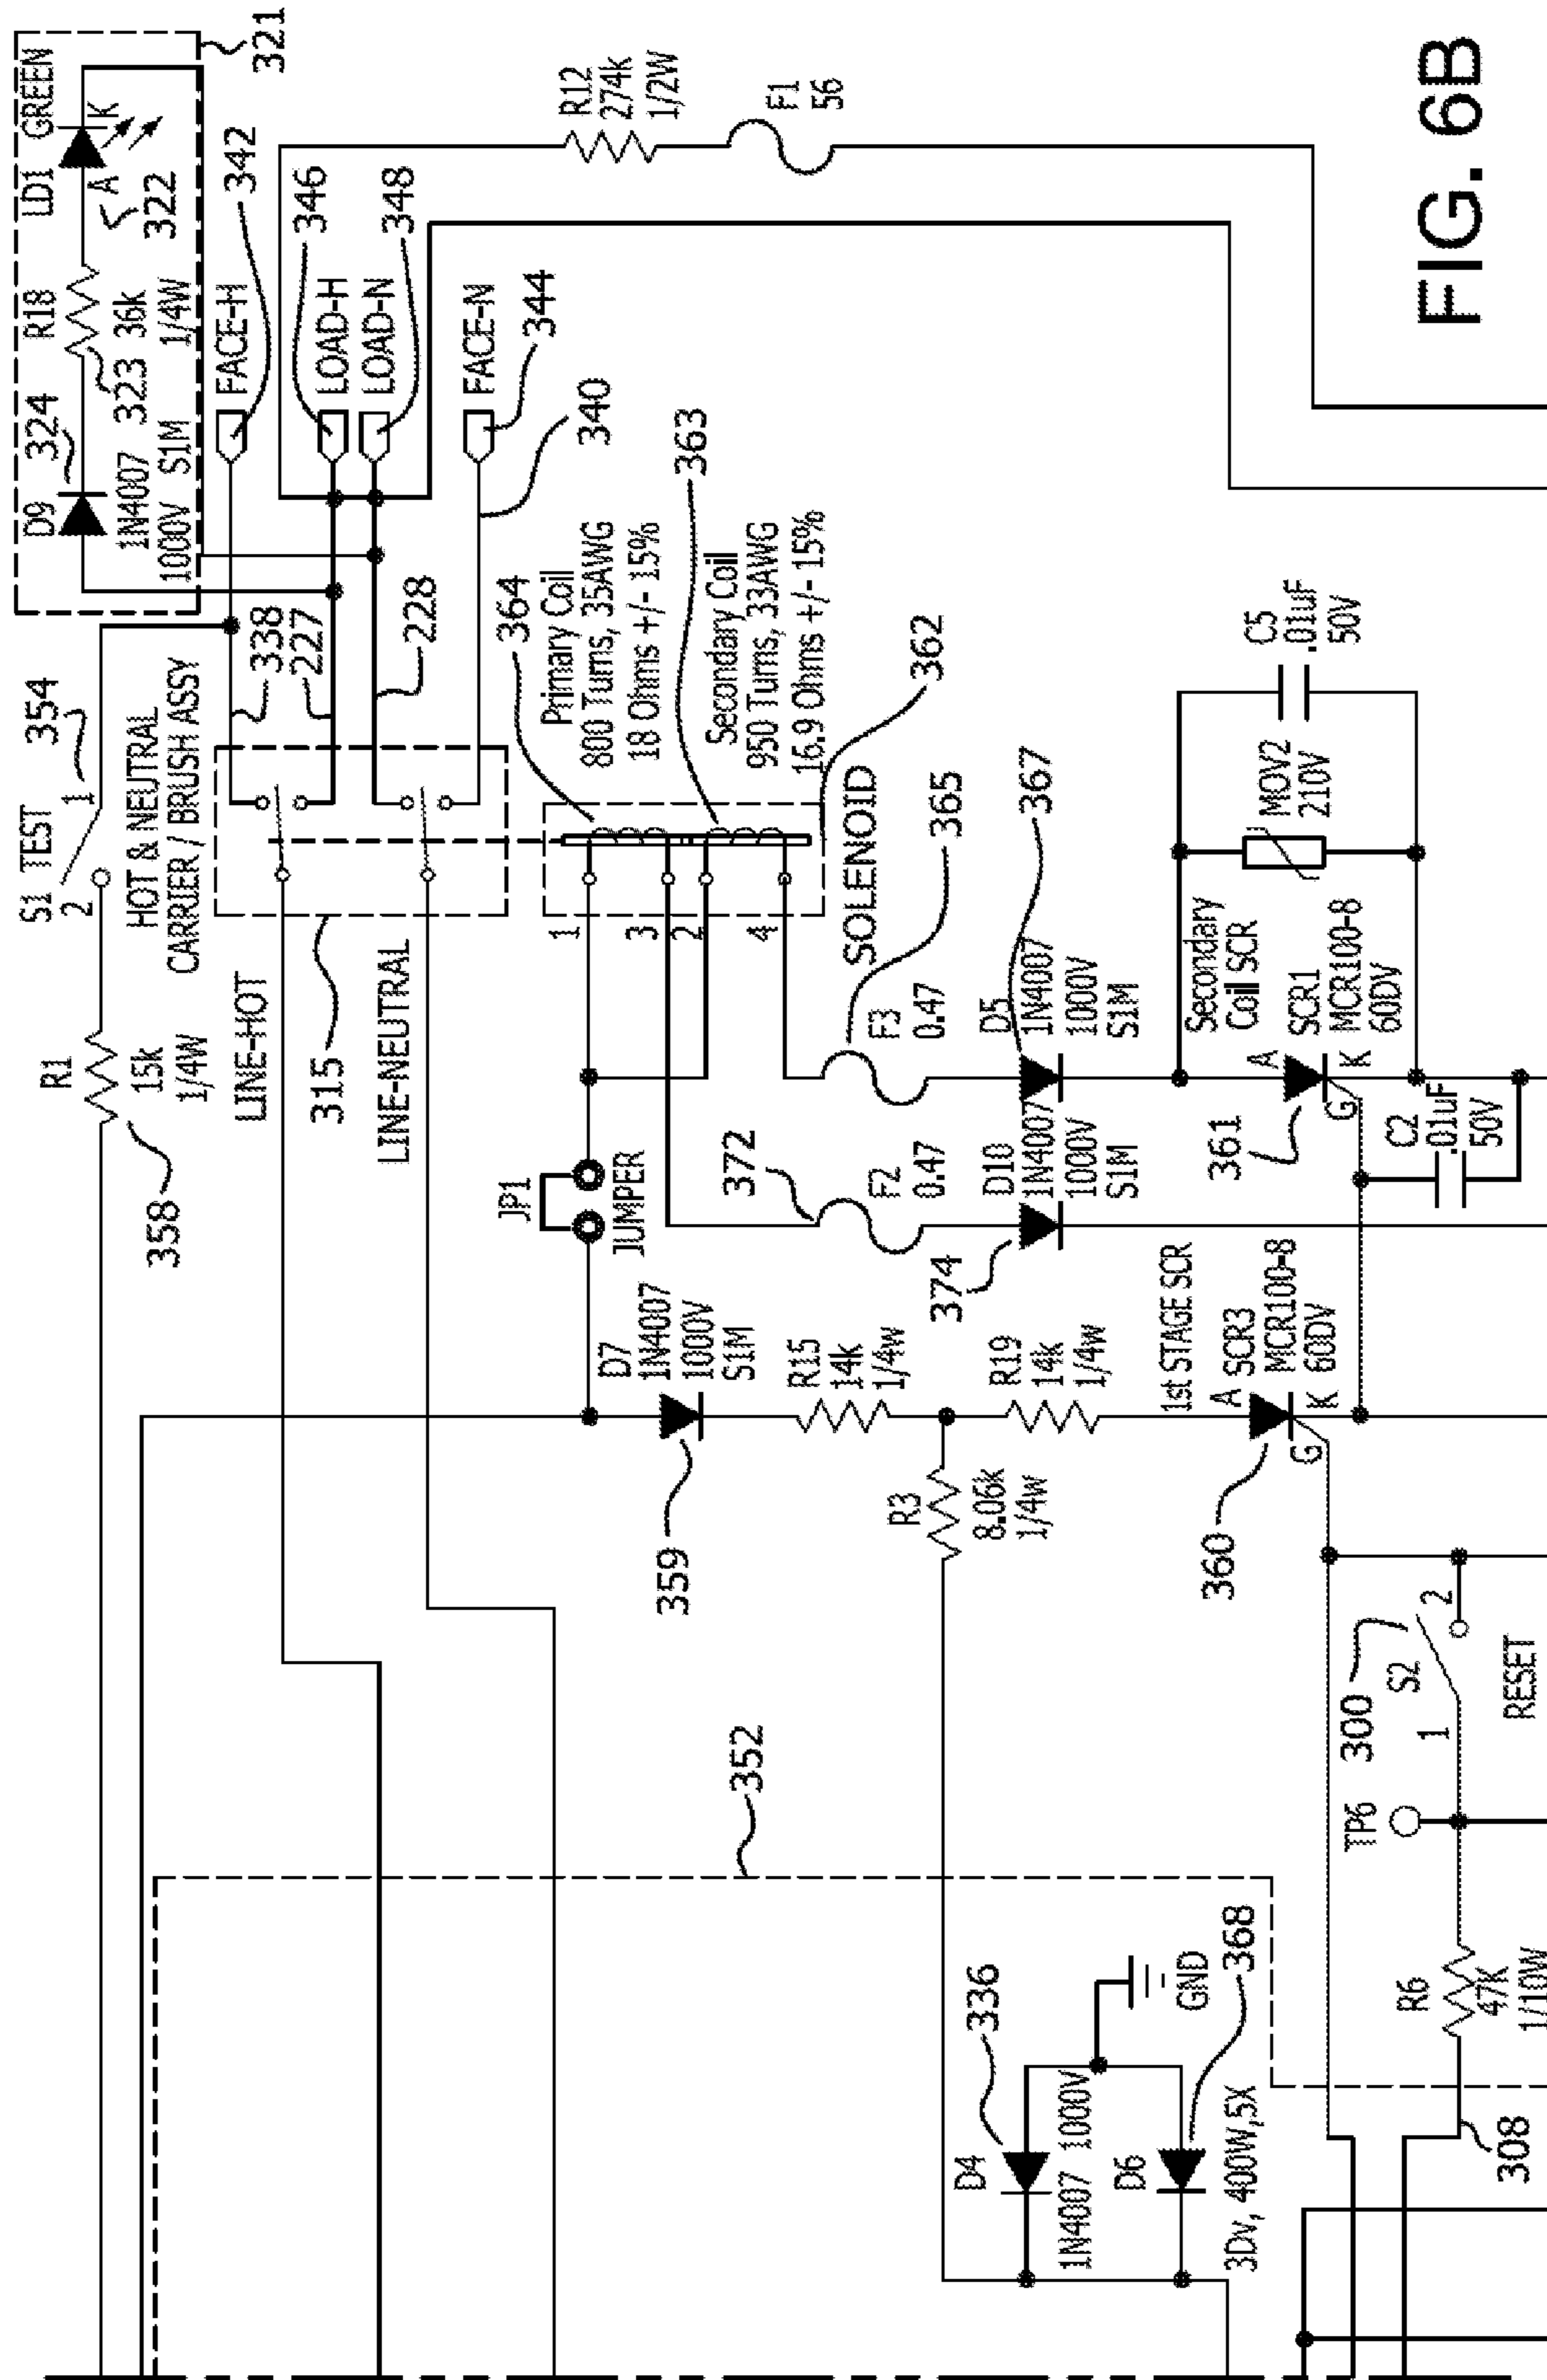 321
LD1 GREEN
A
K
322
R18
36k
1/4W
323
D9
324
1N4007
1000V S1M
342
FACE-H
346
LOAD-H
LOAD-N
348
FACE-N
344
340
R12
274k
1/2W
F1
56
FIG. 6B
S1 TEST
354
2
1
HOT & NEUTRAL
CARRIER / BRUSH ASSY
338
227
228
R1
15k
1/4W
358
LINE-HOT
315
LINE-NEUTRAL
364
Primary Coil
800 Turns, 35AWG
18 Ohms +/- 15%
363
Secondary Coil
950 Turns, 33AWG
16.9 Ohms +/- 15%
362
1
3
2
4
SOLENOID
JP1
JUMPER
372
F2
0.47
365
F3
0.47
D7
1N4007
1000V
S1M
359
D10
1N4007
1000V
S1M
374
D5
1N4007
1000V
S1M
367
R15
14k
1/4w
R19
14k
1/4w
R3
8.06k
1/4w
1st STAGE SCR
A
SCR3
MCR100-8
60DV
K
G
360
Secondary
Coil SCR
A
SCR1
MCR100-8
60DV
K
G
361
MOV2
210V
C5
.01uF
50V
C2
.01uF
50V
352
300
S2
1
2
RESET
TP6
R6
47K
1/10W
308
D4
336
1N4007 1000V
GND
D6
368
3Dv, 400W,5X